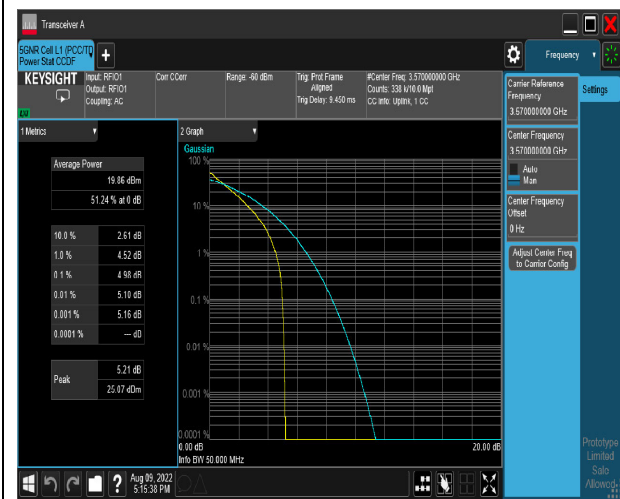 Transceiver A
5GNR Cell L1 (PCC/TD
Power Stat CCDF
Frequency
KEYSIGHT
Input: RFIO1
Output: RFIO1
Coupling: AC
Corr CCorr
Range: -60 dBm
Trig: Prot Frame
Aligned
Trig Delay: 9.450 ms
#Center Freq: 3.570000000 GHz
Counts: 338 k/10.0 Mpt
CC Info: Uplink, 1 CC
1 Metrics
Average Power
19.86 dBm
51.24 % at 0 dB
10.0 % 2.61 dB
1.0 % 4.52 dB
0.1 % 4.98 dB
0.01 % 5.10 dB
0.001 % 5.16 dB
0.0001 % --- dB
Peak
5.21 dB
25.07 dBm
2 Graph
Gaussian
100 %
10 %
1 %
0.1 %
0.01 %
0.001 %
0.0001 %
0.00 dB
20.00 dB
Info BW 50.000 MHz
Carrier Reference
Frequency
3.570000000 GHz
Center Frequency
3.570000000 GHz
Auto
Man
Center Frequency
Offset
0 Hz
Adjust Center Freq
to Carrier Config
Settings
Prototype
Limited
Sale
Allowed
Aug 09, 2022
5:15:38 PM